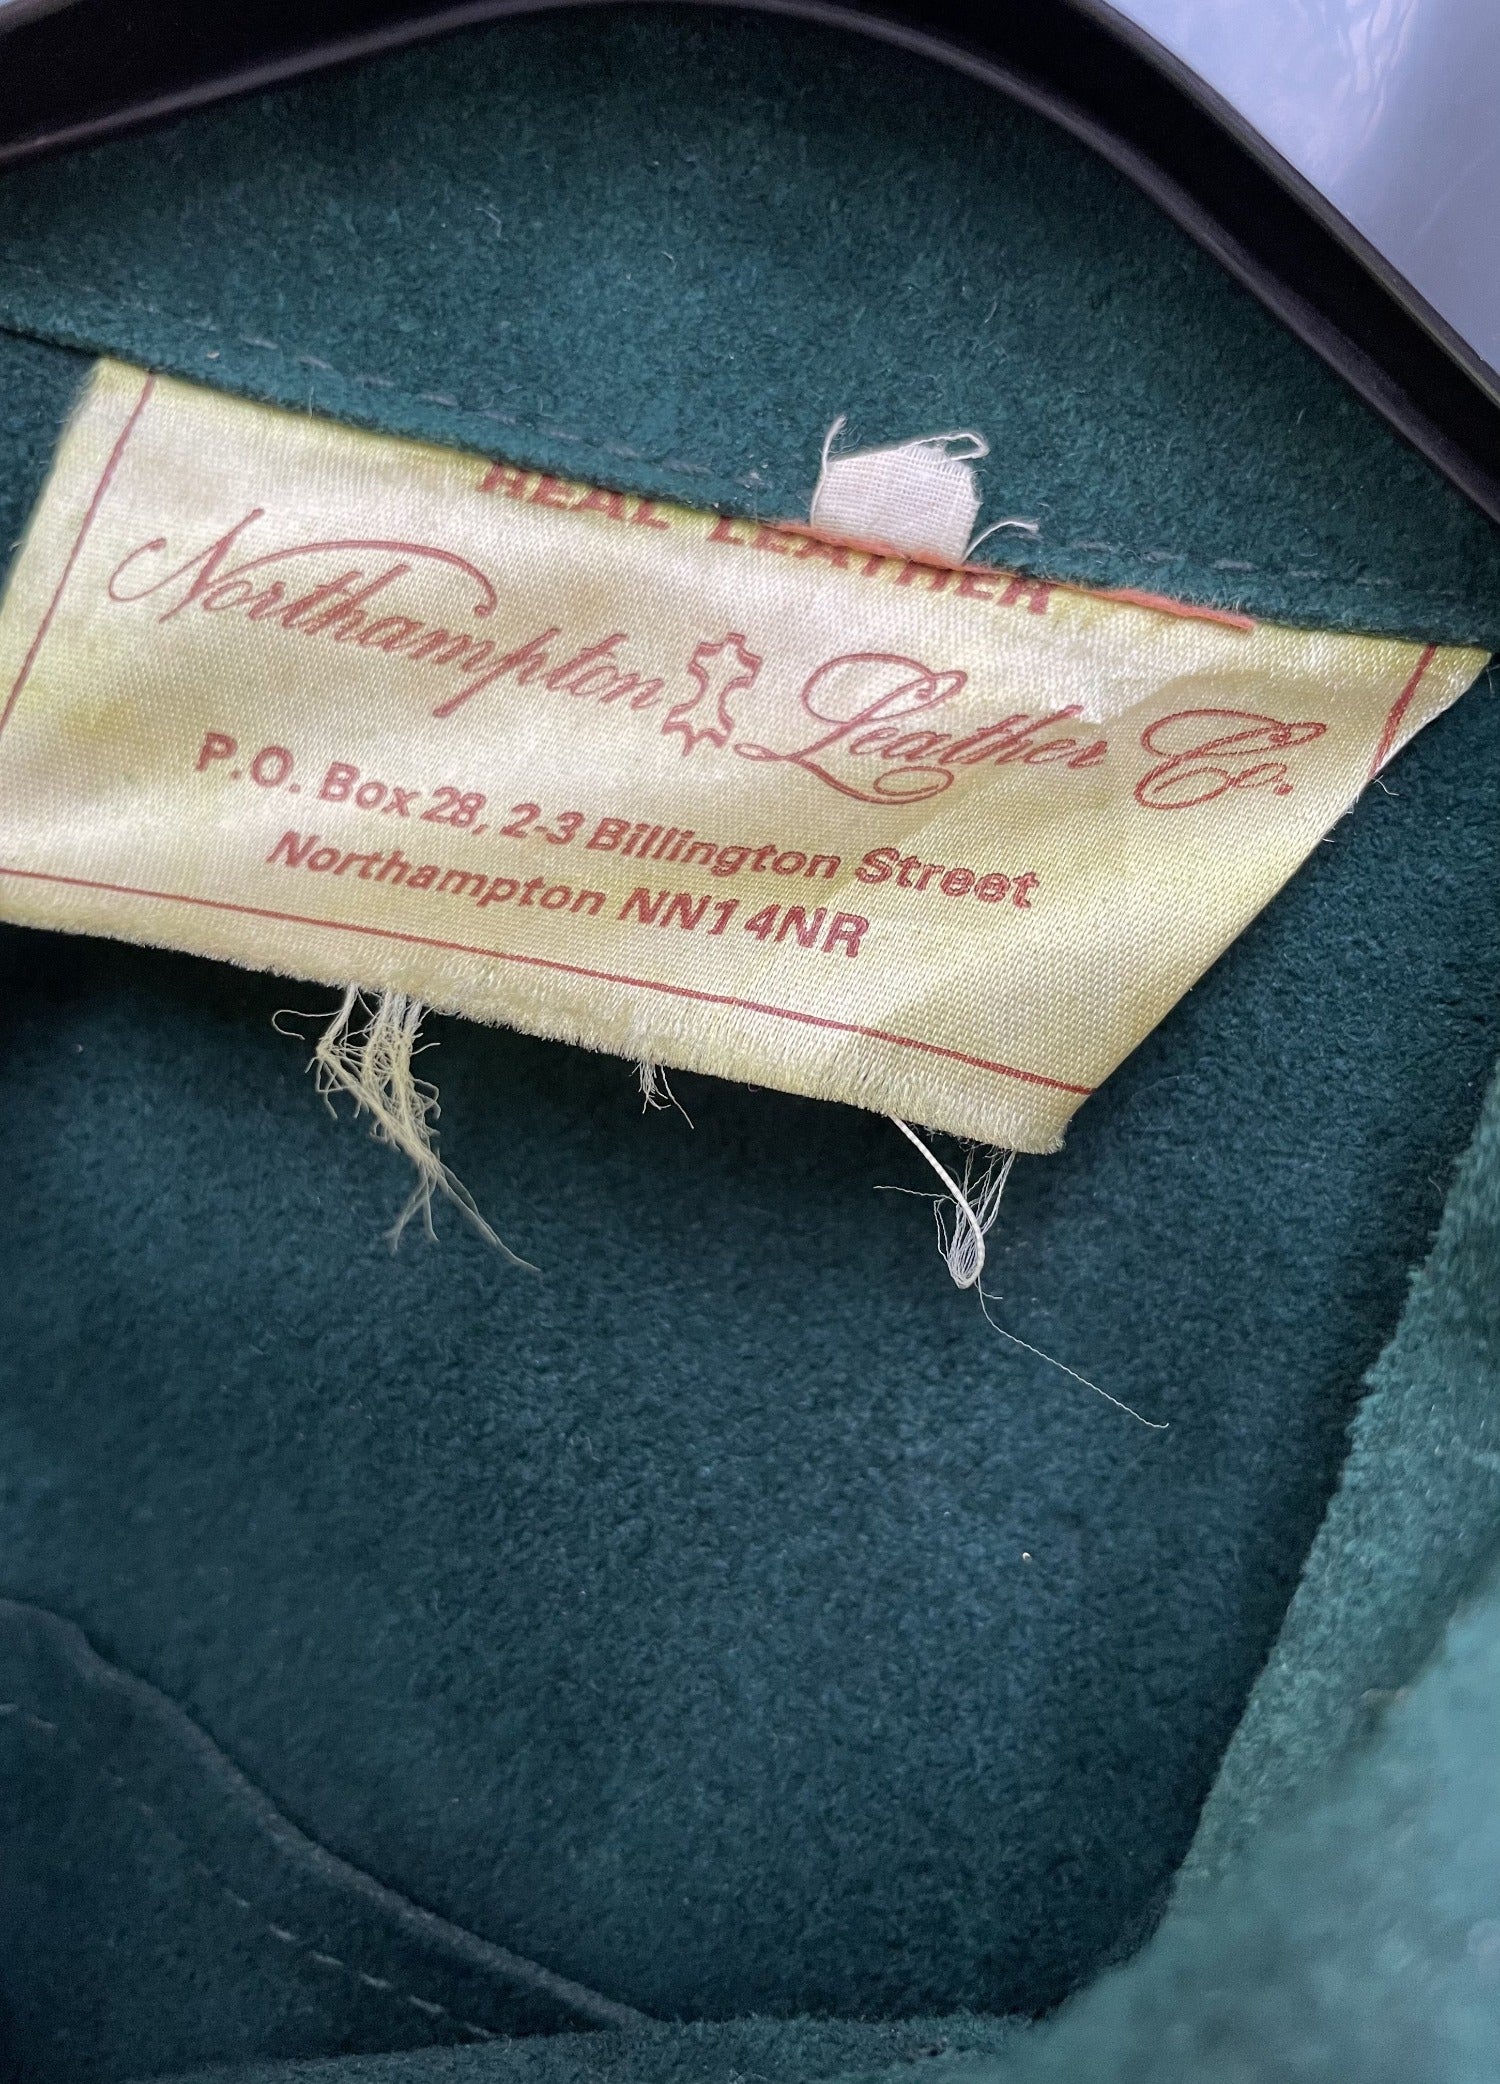 REAL LEATHER
Northampton Leather Co.
P.O. Box 28, 2-3 Billington Street
Northampton NN1 4NR